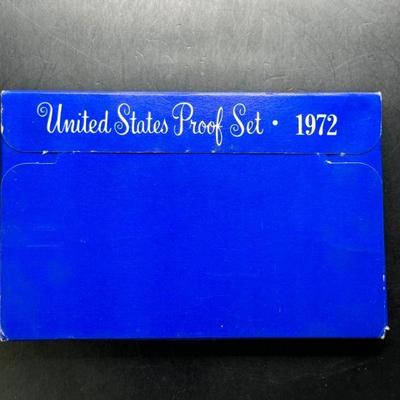 United States Proof Set • 1972